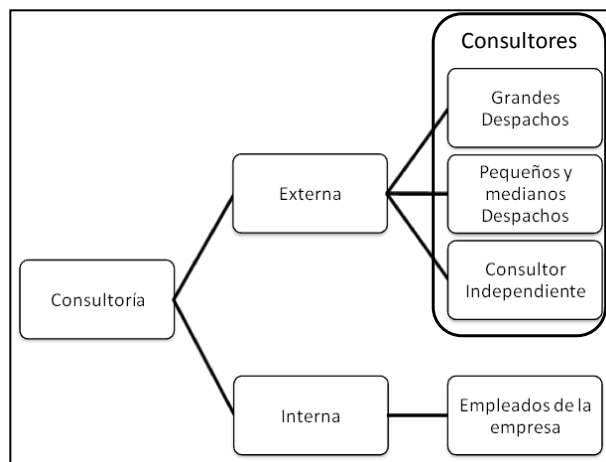 Consultores
Grandes
Despachos
Externa
Pequeños y
medianos
Despachos
Consultor
Independiente
Consultoría
Interna
Empleados de la
empresa